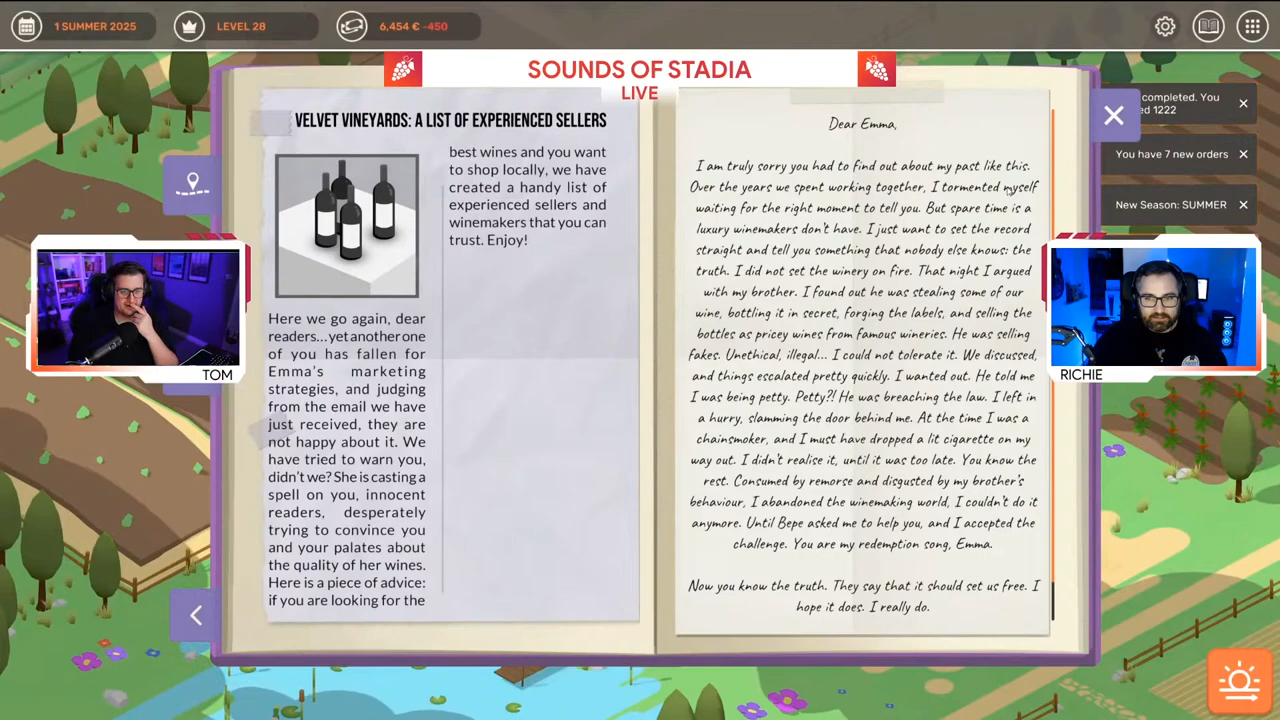 1 SUMMER 2025
LEVEL 28
6,454 € -450
SOUNDS OF STADIA
LIVE
completed. You
1222
You have 7 new orders
New Season: SUMMER
VELVET VINEYARDS: A LIST OF EXPERIENCED SELLERS
Here we go again, dear
readers...yet another one
of you has fallen for
Emma's marketing
strategies, and judging
from the email we have
just received, they are
not happy about it. We
have tried to warn you,
didn't we? She is casting a
spell on you, innocent
readers, desperately
trying to convince you
and your palates about
the quality of her wines.
Here is a piece of advice:
if you are looking for the
best wines and you want
to shop locally, we have
created a handy list of
experienced sellers and
winemakers that you can
trust. Enjoy!
Dear Emma,
I am truly sorry you had to find out about my past like this.
Over the years we spent working together, I tormented myself
waiting for the right moment to tell you. But spare time is a
luxury winemakers don't have. I just want to set the record
straight and tell you something that nobody else knows: the
truth. I did not set the winery on fire. That night I argued
with my brother. I found out he was stealing some of our
wine, bottling it in secret, forging the labels, and selling the
bottles as pricey wines from famous wineries. He was selling
fakes. Unethical, illegal... I could not tolerate it. We discussed,
and things escalated pretty quickly. I wanted out. He told me
I was being petty. Petty?! He was breaching the law. I left in
a hurry, slamming the door behind me. At the time I was a
chainsmoker, and I must have dropped a lit cigarette on my
way out. I didn't realise it, until it was too late. You know the
rest. Consumed by remorse and disgusted by my brother's
behaviour, I abandoned the winemaking world, I couldn't do it
anymore. Until Bepe asked me to help you, and I accepted the
challenge. You are my redemption song, Emma.
Now you know the truth. They say that it should set us free. I
hope it does. I really do.
TOM
RICHIE